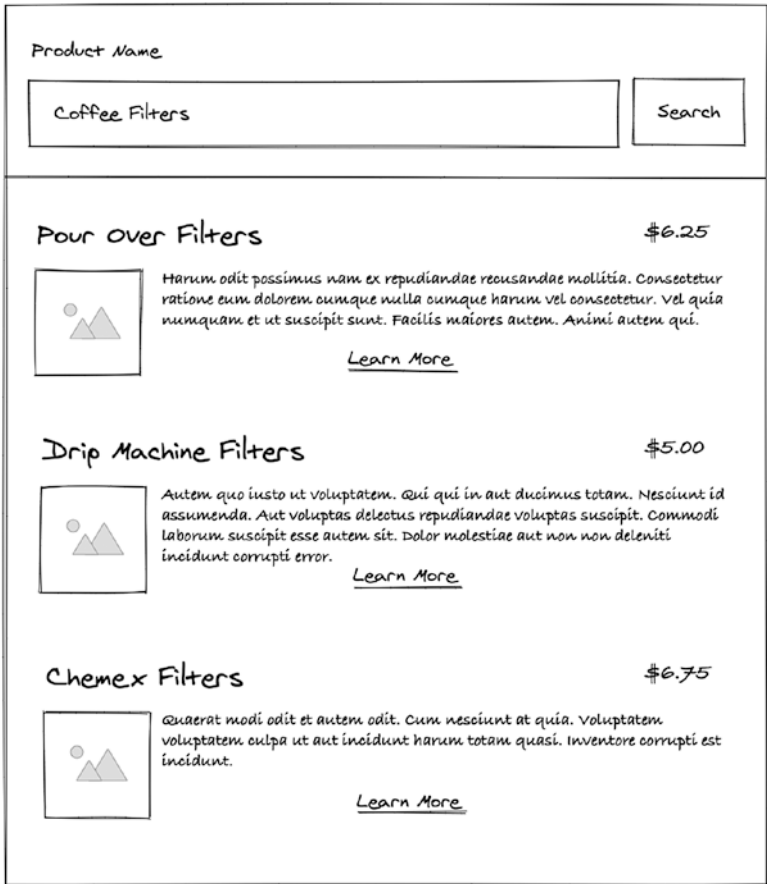 Product Name
Coffee Filters
Search
Pour Over Filters
$6.25
Harum odit possimus nam ex repudiandae recusandae mollitia. Consectetur
ratione eum dolorem cumque nulla cumque harum vel consectetur. Vel quia
numquam et ut suscipit sunt. Facilis maiores autem. Animi autem qui.
Learn More
Drip Machine Filters
$5.00
Autem quo iusto ut voluptatem. Qui qui in aut ducimus totam. Nesciunt id
assumenda. Aut voluptas delectus repudiandae voluptas suscipit. Commodi
laborum suscipit esse autem sit. Dolor molestiae aut non non deleniti
incidunt corrupti error.
Learn More
Chemex Filters
$6.75
Quaerat modi odit et autem odit. Cum nesciunt at quia. Voluptatem
voluptatem culpa ut aut incidunt harum totam quasi. Inventore corrupti est
incidunt.
Learn More